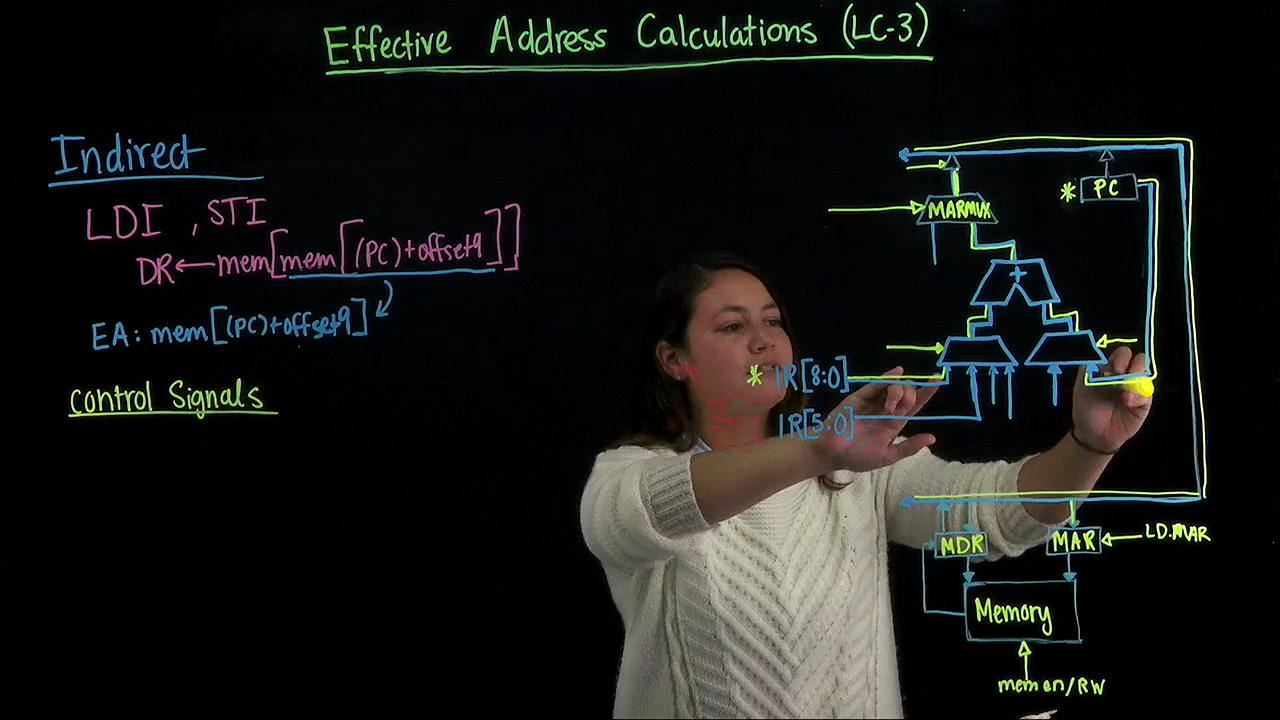 Effective Address Calculations (LC-3)
Indirect
LDI , STI
DR ← mem[mem[(PC)+offset9]]
EA: mem[(PC)+offset9]
control Signals
* PC
MARMUX
+
* IR[8:0]
IR[5:0]
MDR
MAR
LD.MAR
Memory
mem en/RW